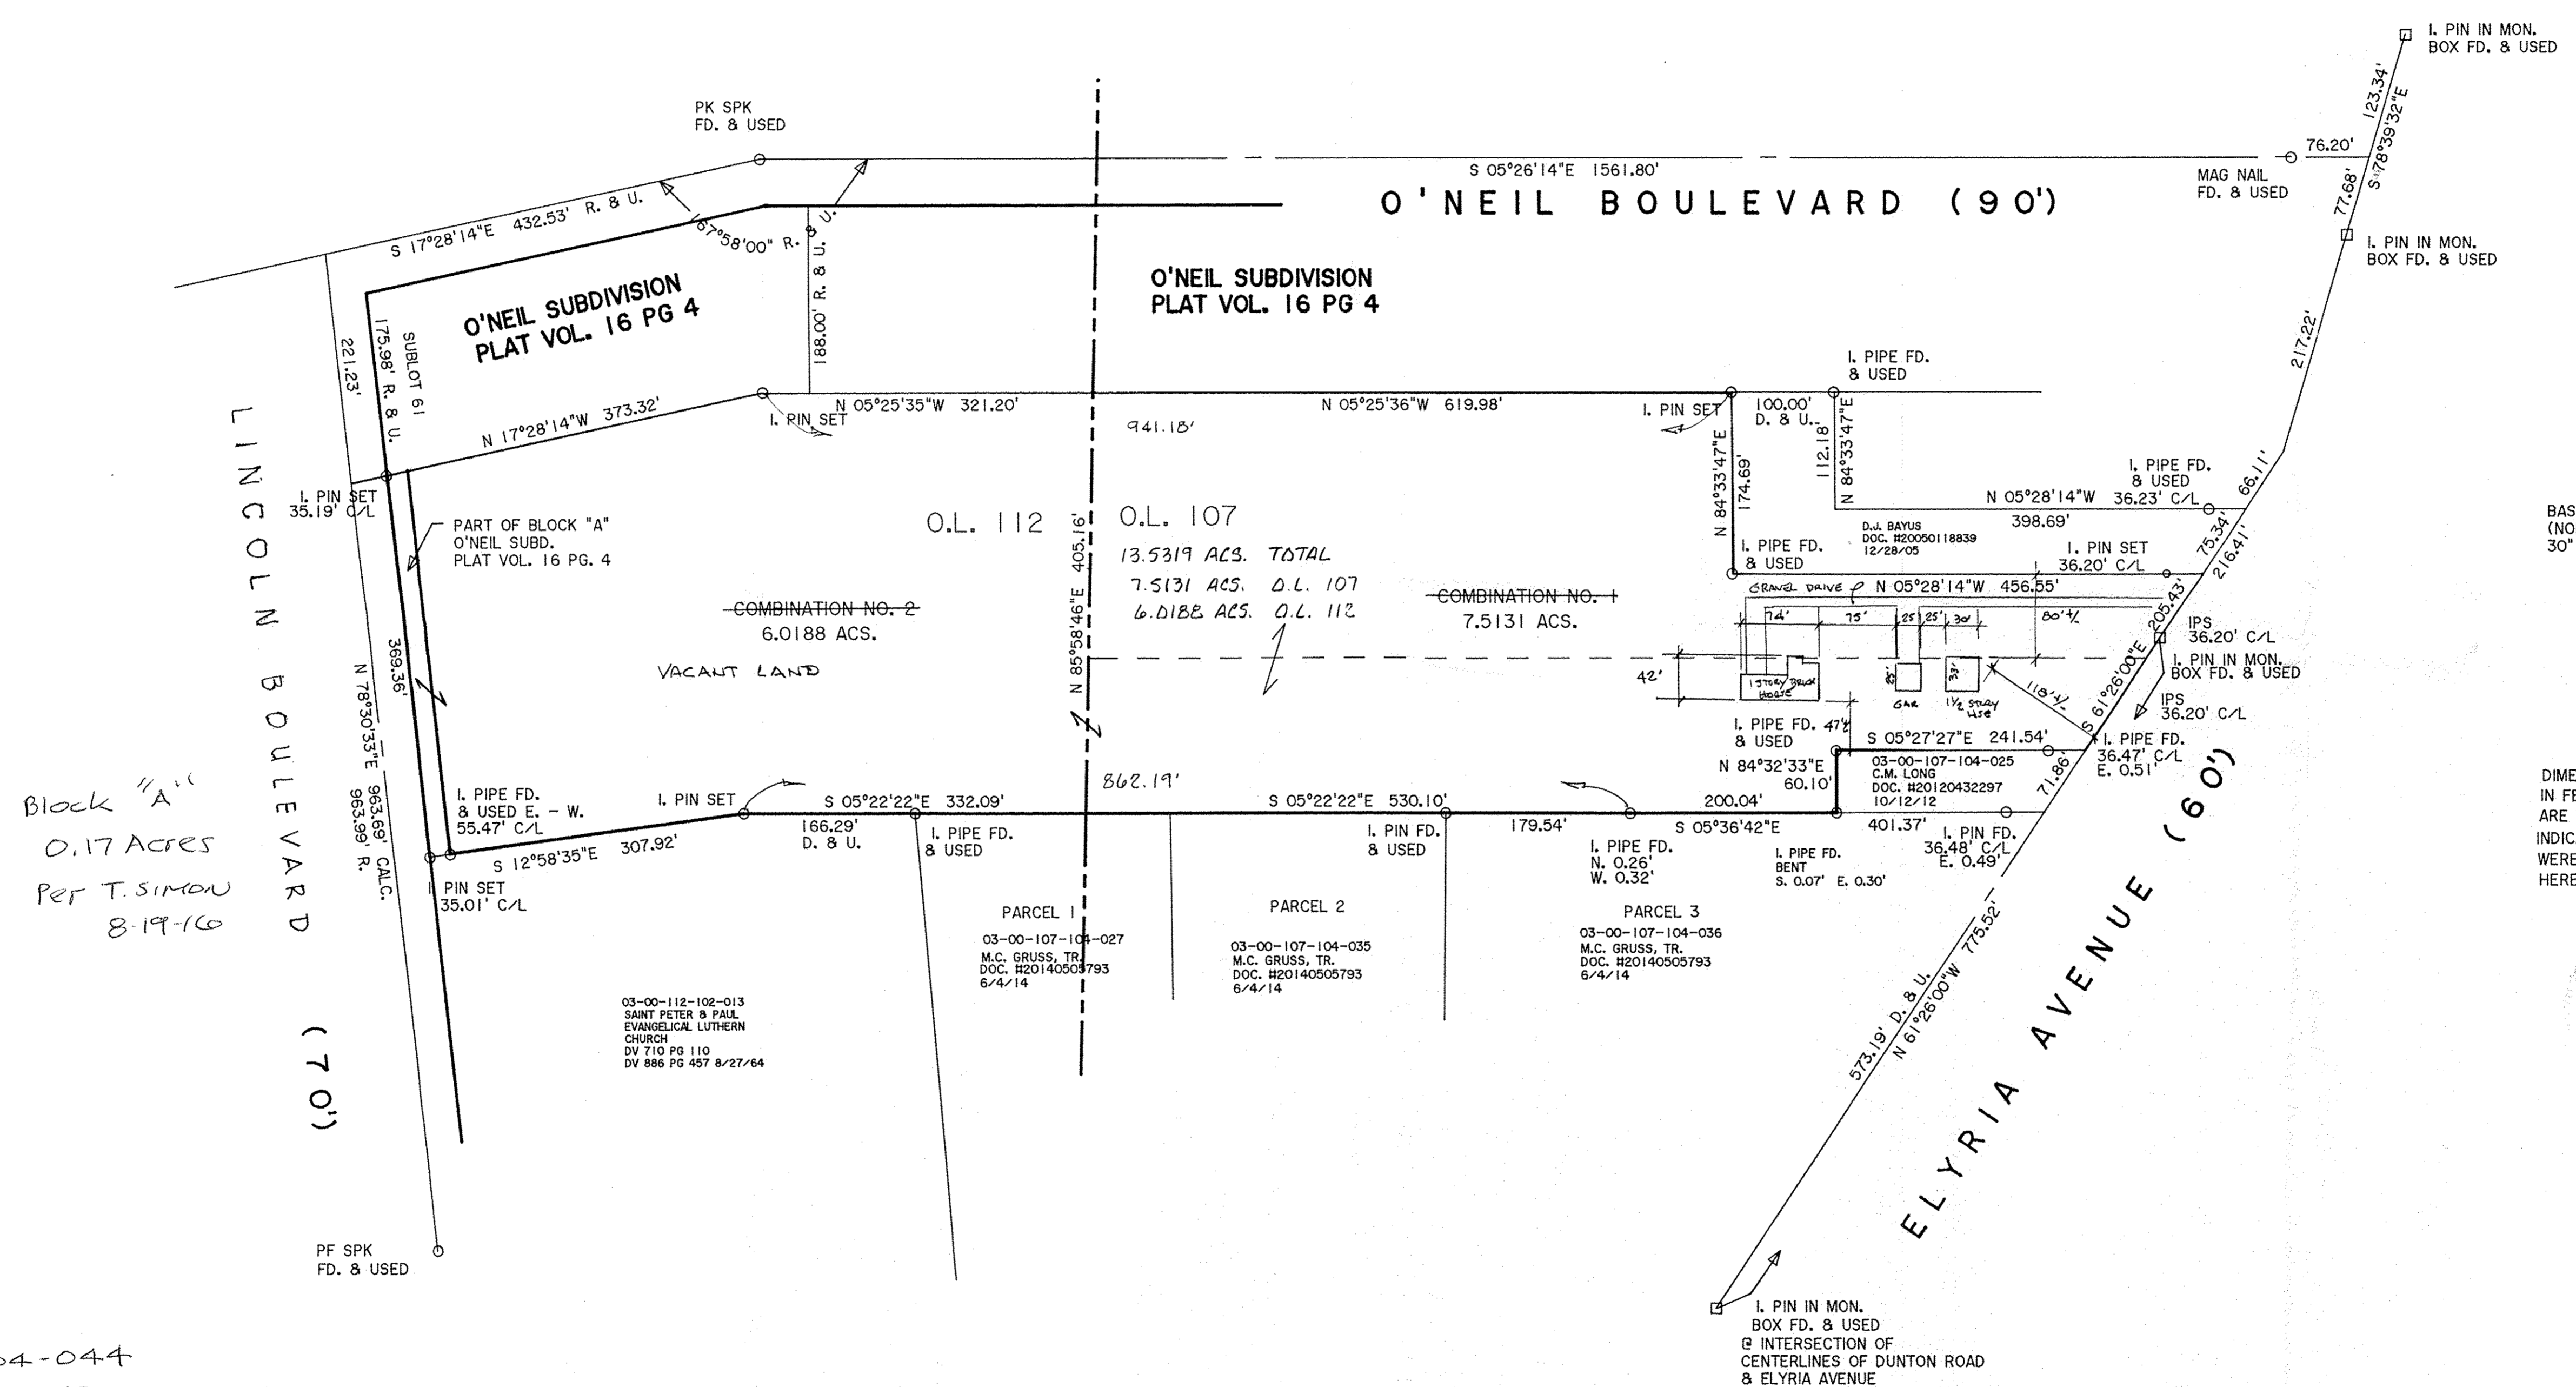 I. PIN IN MON.
BOX FD. & USED
123.34'
S 78°39'32"E
PK SPK
FD. & USED
76.20'
S 05°26'14"E 1561.80'
MAG NAIL
FD. & USED
77.68'
O'NEIL BOULEVARD (90')
S 17°28'14"E 432.53' R. & U.
167°58'00" R. & U.
188.00' R. & U.
I. PIN IN MON.
BOX FD. & USED
O'NEIL SUBDIVISION
PLAT VOL. 16 PG 4
O'NEIL SUBDIVISION
PLAT VOL. 16 PG 4
217.22'
221.23'
175.98' R. & U.
SUBLOT 61
N 17°28'14"W 373.32'
I. PIN SET
N 05°25'35"W 321.20'
N 05°25'36"W 619.98'
941.18'
I. PIN SET
100.00'
D. & U.
I. PIPE FD.
& USED
N 84°33'47"E
174.69'
112.18'
N 84°33'47"E
I. PIPE FD.
& USED
66.11'
N 05°28'14"W 36.23' C/L
398.69'
I. PIN SET
35.19' C/L
PART OF BLOCK "A"
O'NEIL SUBD.
PLAT VOL. 16 PG. 4
O.L. 112
O.L. 107
N 85°58'46"E 405.16'
13.5319 ACS. TOTAL
7.5131 ACS. O.L. 107
6.0188 ACS. O.L. 112
D.J. BAYUS
DOC. #20050118839
12/28/05
I. PIPE FD.
& USED
I. PIN SET
36.20' C/L
75.34'
216.41'
BAS
(NO
30"
GRAVEL DRIVE
N 05°28'14"W 456.55'
COMBINATION NO. 2
6.0188 ACS.
COMBINATION NO. 1
7.5131 ACS.
VACANT LAND
74' 75' 25' 25' 30' 80'+/-
205.43'
IPS
36.20' C/L
I. PIN IN MON.
BOX FD. & USED
IPS
36.20' C/L
42'
1 STORY BRICK
HOUSE
25'
GAR
33'
1 1/2 STORY
HSE
118'+/-
S 61°26'00"E
LINCOLN BOULEVARD (70')
369.36'
N 78°30'33"E 963.69' CALC.
963.99' R.
I. PIPE FD.
& USED
S 05°27'27"E 241.54'
I. PIPE FD.
36.47' C/L
E. 0.51'
N 84°32'33"E
60.10'
03-00-107-104-025
C.M. LONG
DOC. #20120432297
10/12/12
71.86'
Block "A"
0.17 Acres
Per T. SIMON
8-19-16
I. PIPE FD.
& USED E. - W.
55.47' C/L
I. PIN SET
S 05°22'22"E 332.09'
862.19'
S 05°22'22"E 530.10'
200.04'
S 12°58'35"E 307.92'
166.29'
D. & U.
I. PIPE FD.
& USED
I. PIN FD.
& USED
179.54'
S 05°36'42"E
401.37'
I. PIPE FD.
N. 0.26'
W. 0.32'
I. PIPE FD.
BENT
S. 0.07' E. 0.30'
I. PIN FD.
36.48' C/L
E. 0.49'
I. PIN SET
35.01' C/L
DIME
IN FE
ARE
INDIC
WERE
HERE
PARCEL 1
03-00-107-104-027
M.C. GRUSS, TR.
DOC. #20140505793
6/4/14
PARCEL 2
03-00-107-104-035
M.C. GRUSS, TR.
DOC. #20140505793
6/4/14
PARCEL 3
03-00-107-104-036
M.C. GRUSS, TR.
DOC. #20140505793
6/4/14
03-00-112-102-013
SAINT PETER & PAUL
EVANGELICAL LUTHERN
CHURCH
DV 710 PG 110
DV 886 PG 457 8/27/64
573.19' D. & U.
N 61°26'00"W 775.52'
ELYRIA AVENUE (60')
PF SPK
FD. & USED
04-044
I. PIN IN MON.
BOX FD. & USED
@ INTERSECTION OF
CENTERLINES OF DUNTON ROAD
& ELYRIA AVENUE